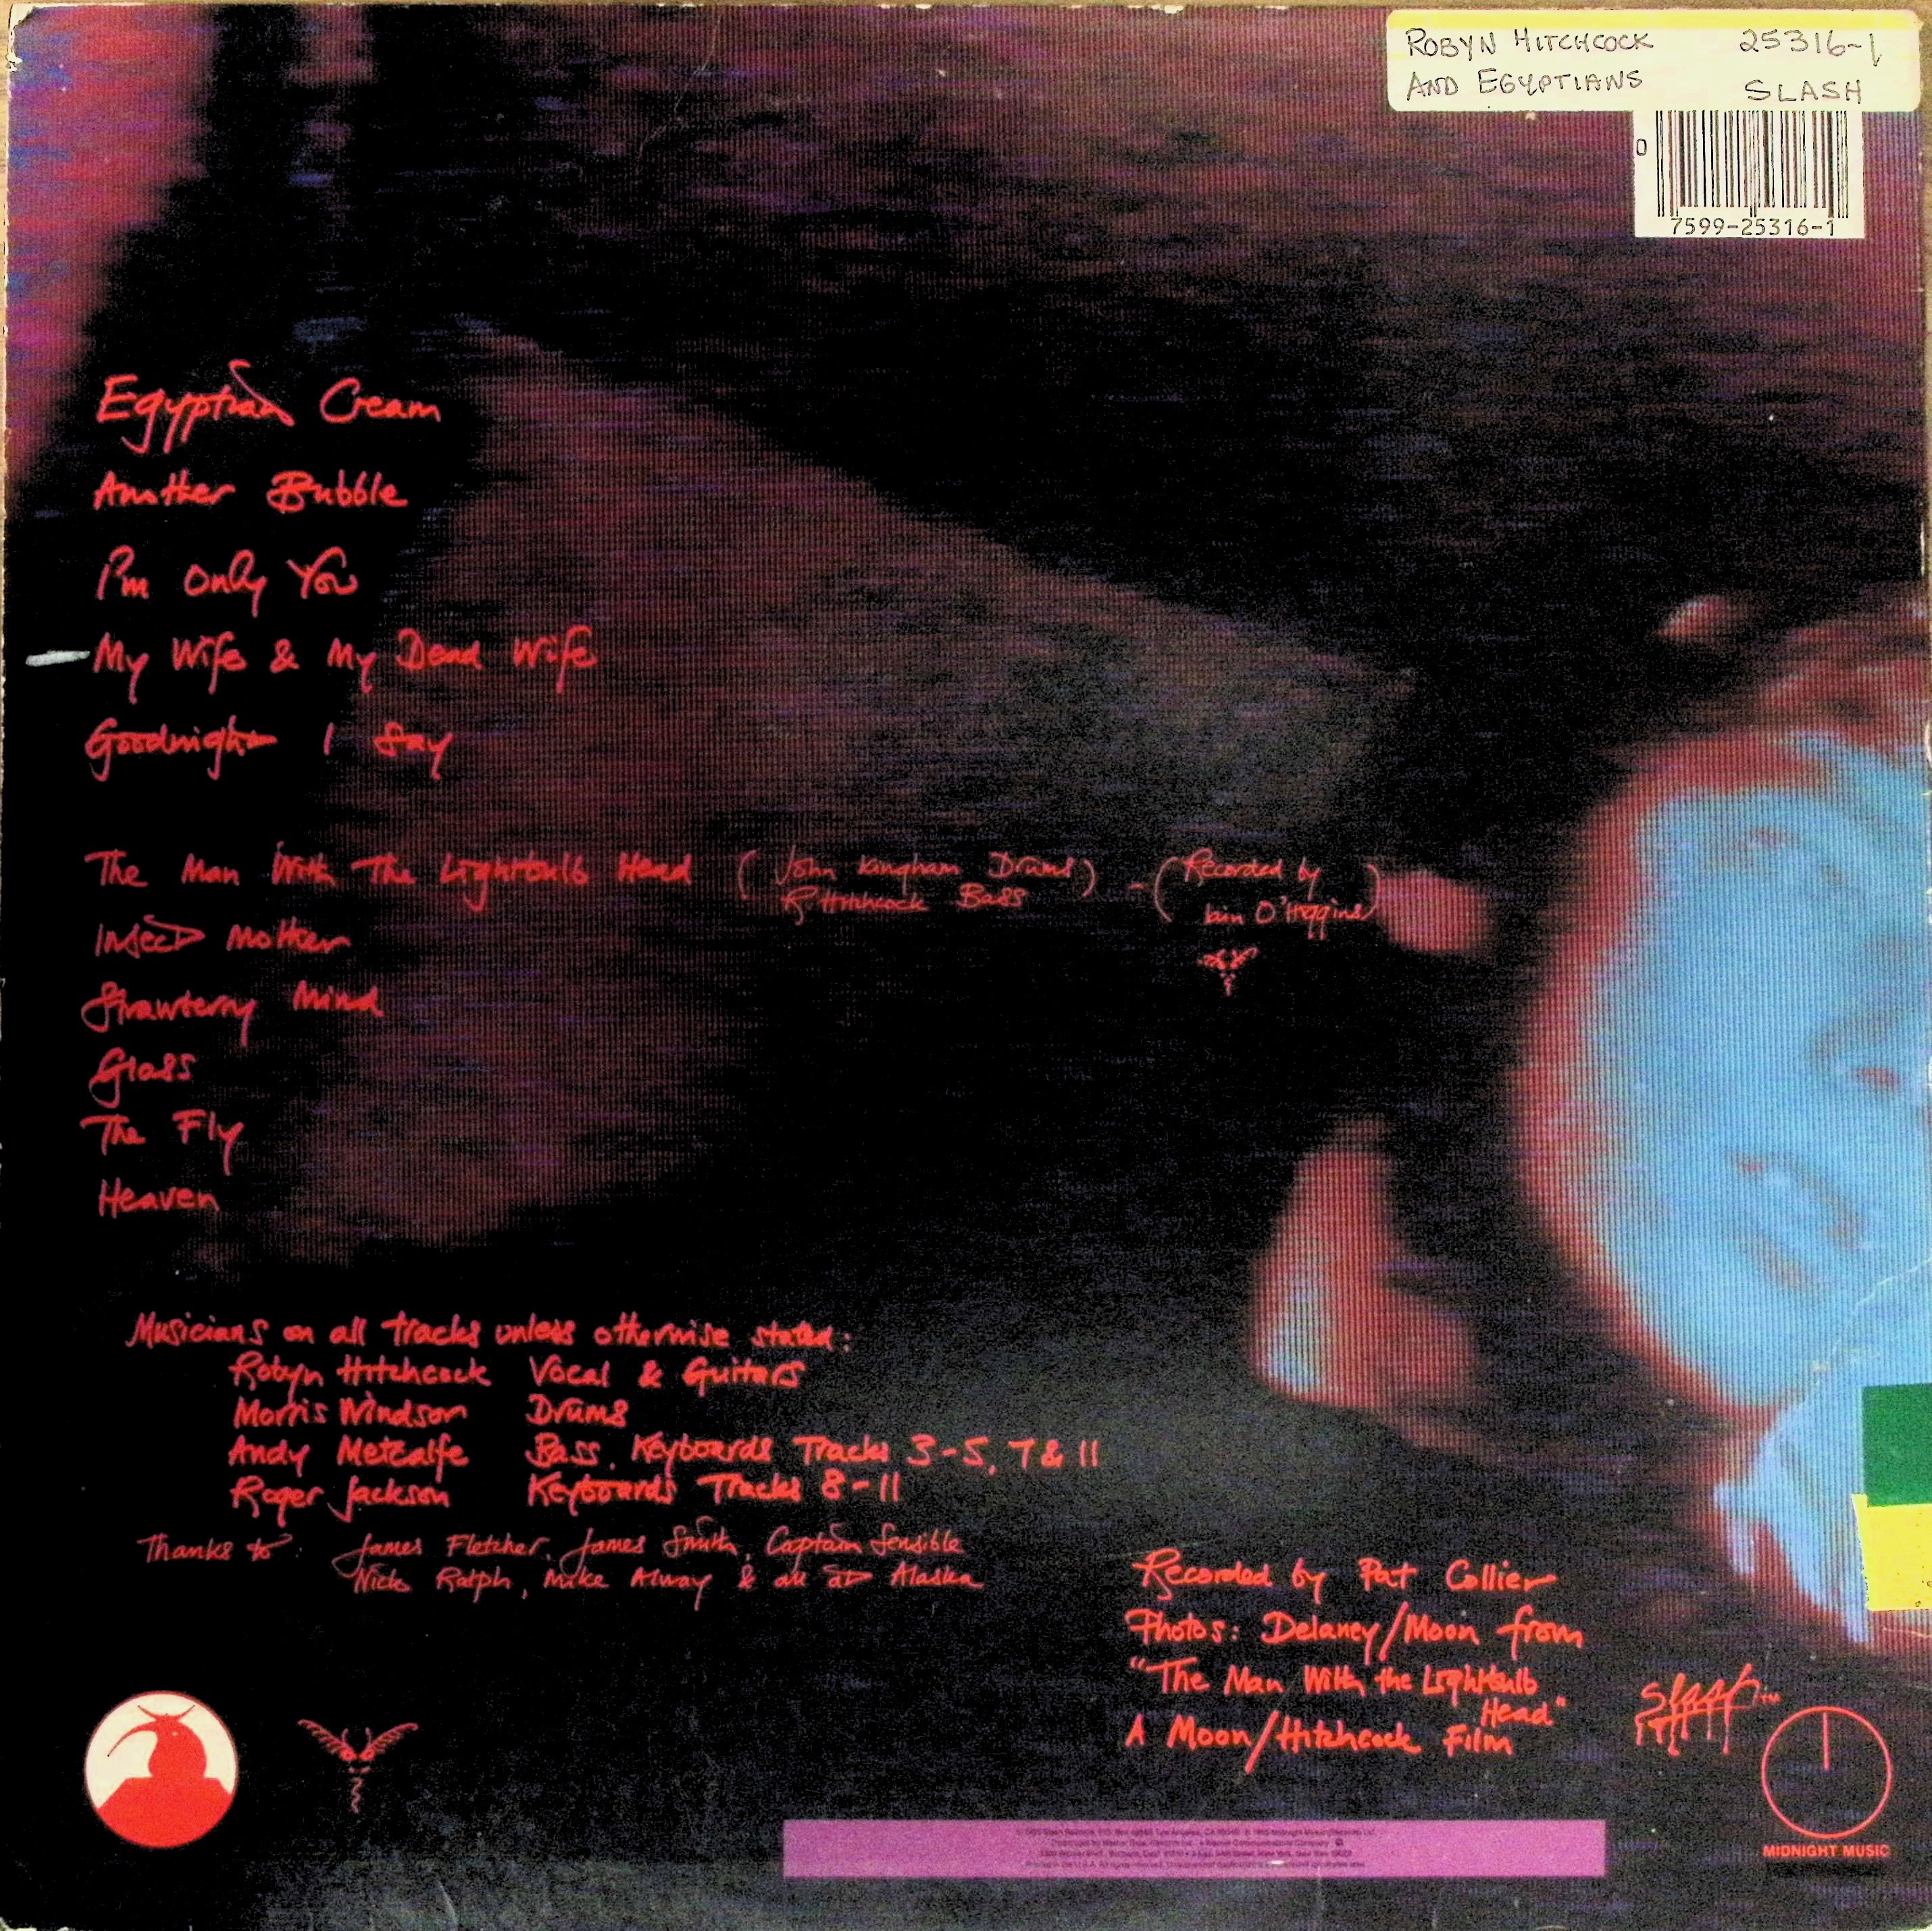 ROBYN HITCHCOCK 25316-1
AND EGYPTIANS SLASH
0
7599-25316-1
Egyptian Cream
Another Bubble
I'm Only You
My Wife & My Dead Wife
Goodnight I Say
The Man With The Lightbulb Head (John Kingham Drums) - (Recorded by
R Hitchcock Bass Iain O'Higgins)
Insect Mother
Strawberry Mind
Glass
The Fly
Heaven
Musicians on all tracks unless otherwise stated:
Robyn Hitchcock Vocal & Guitars
Morris Windsor Drums
Andy Metcalfe Bass, Keyboards Tracks 3-5, 7 & 11
Roger Jackson Keyboards Tracks 8-11
Thanks to: James Fletcher, James Smith, Captain Sensible
Nick Ralph, Mike Alway & all at Alaska
Recorded by Pat Collier
Photos: Delaney/Moon from
"The Man With the Lightbulb
Head"
A Moon/Hitchcock Film
Slash TM
MIDNIGHT MUSIC